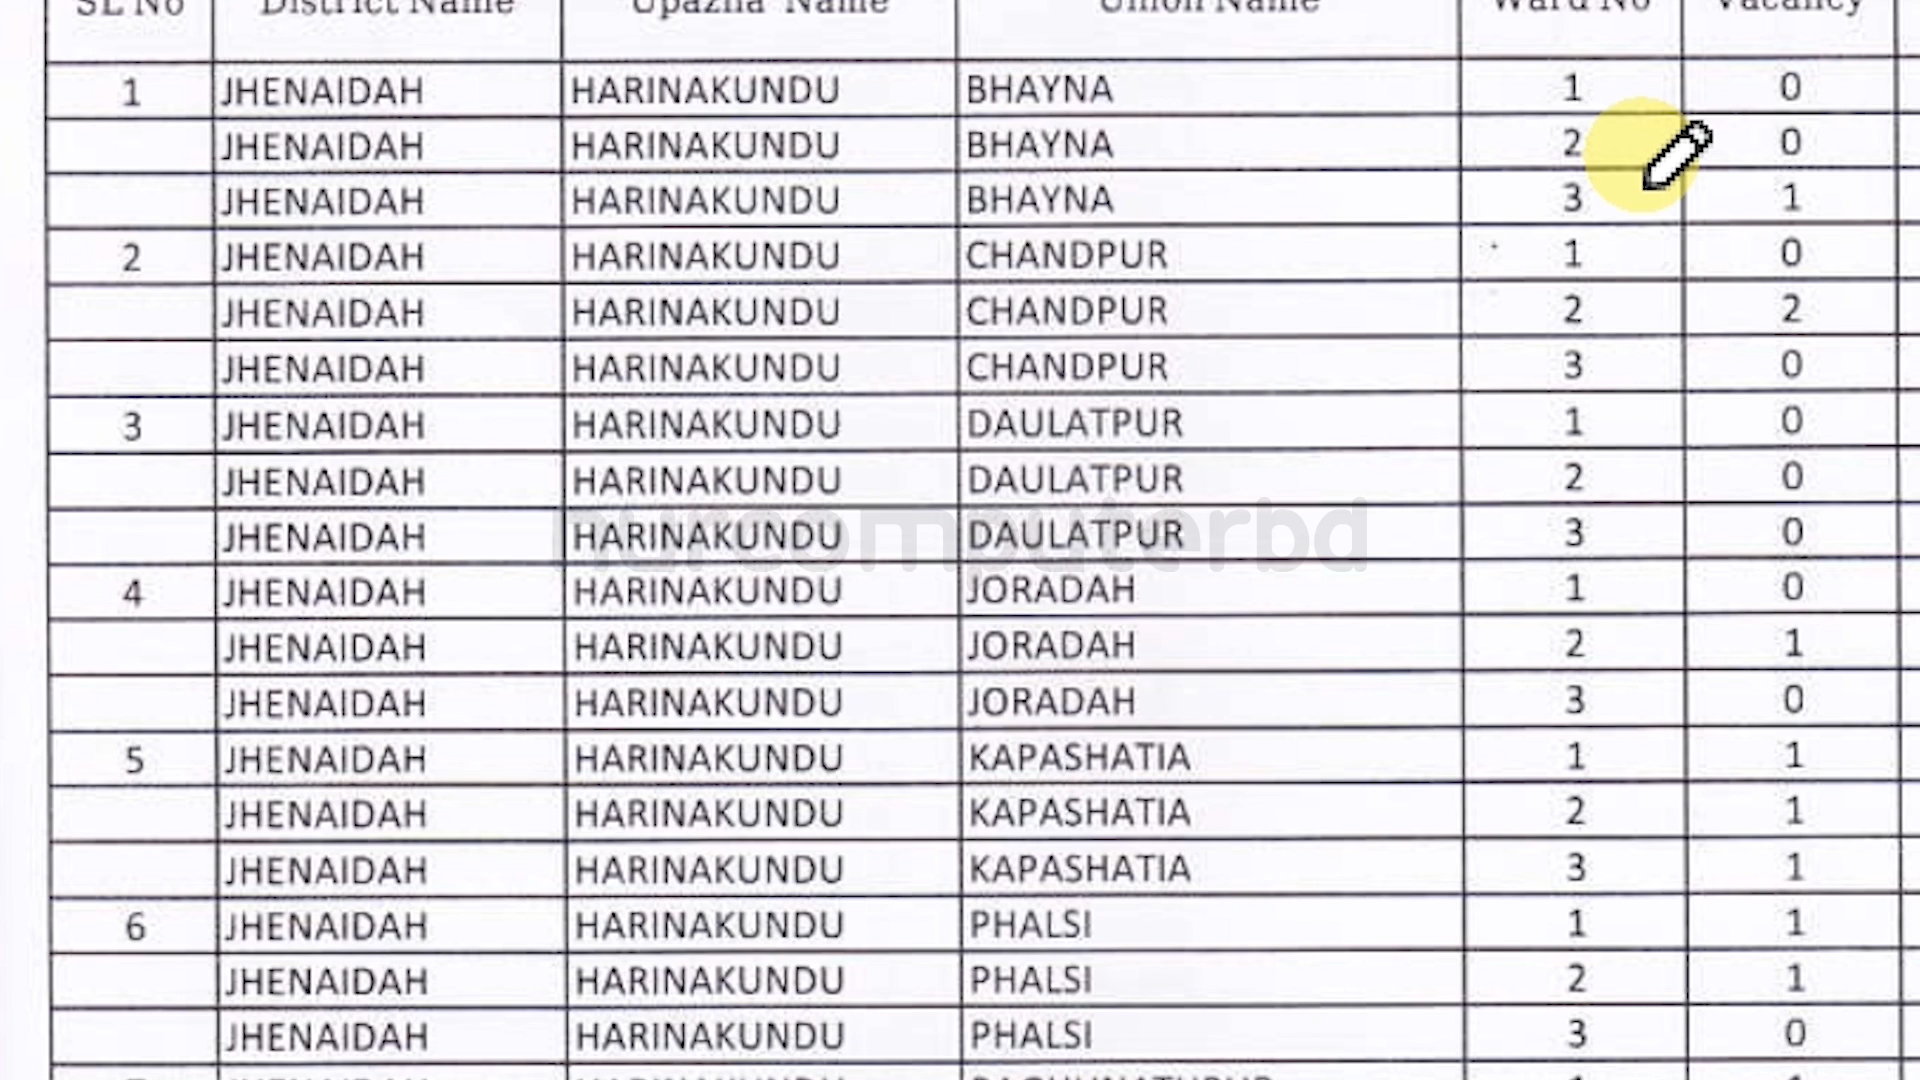 SL No District Name Upazila Name Union Name Ward No Vacancy
1 JHENAIDAH HARINAKUNDU BHAYNA 1 0
JHENAIDAH HARINAKUNDU BHAYNA 2 0
JHENAIDAH HARINAKUNDU BHAYNA 3 1
2 JHENAIDAH HARINAKUNDU CHANDPUR 1 0
JHENAIDAH HARINAKUNDU CHANDPUR 2 2
JHENAIDAH HARINAKUNDU CHANDPUR 3 0
3 JHENAIDAH HARINAKUNDU DAULATPUR 1 0
JHENAIDAH HARINAKUNDU DAULATPUR 2 0
JHENAIDAH HARINAKUNDU DAULATPUR 3 0
nurcomputerbd
4 JHENAIDAH HARINAKUNDU JORADAH 1 0
JHENAIDAH HARINAKUNDU JORADAH 2 1
JHENAIDAH HARINAKUNDU JORADAH 3 0
5 JHENAIDAH HARINAKUNDU KAPASHATIA 1 1
JHENAIDAH HARINAKUNDU KAPASHATIA 2 1
JHENAIDAH HARINAKUNDU KAPASHATIA 3 1
6 JHENAIDAH HARINAKUNDU PHALSI 1 1
JHENAIDAH HARINAKUNDU PHALSI 2 1
JHENAIDAH HARINAKUNDU PHALSI 3 0
JHENAIDAH HARINAKUNDU